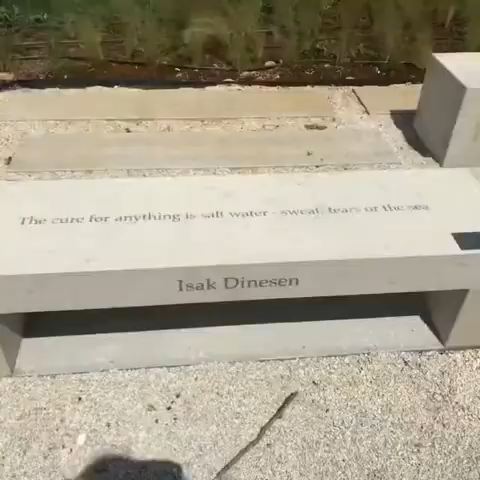 The cure for anything is salt water - sweat, tears or the sea
Isak Dinesen